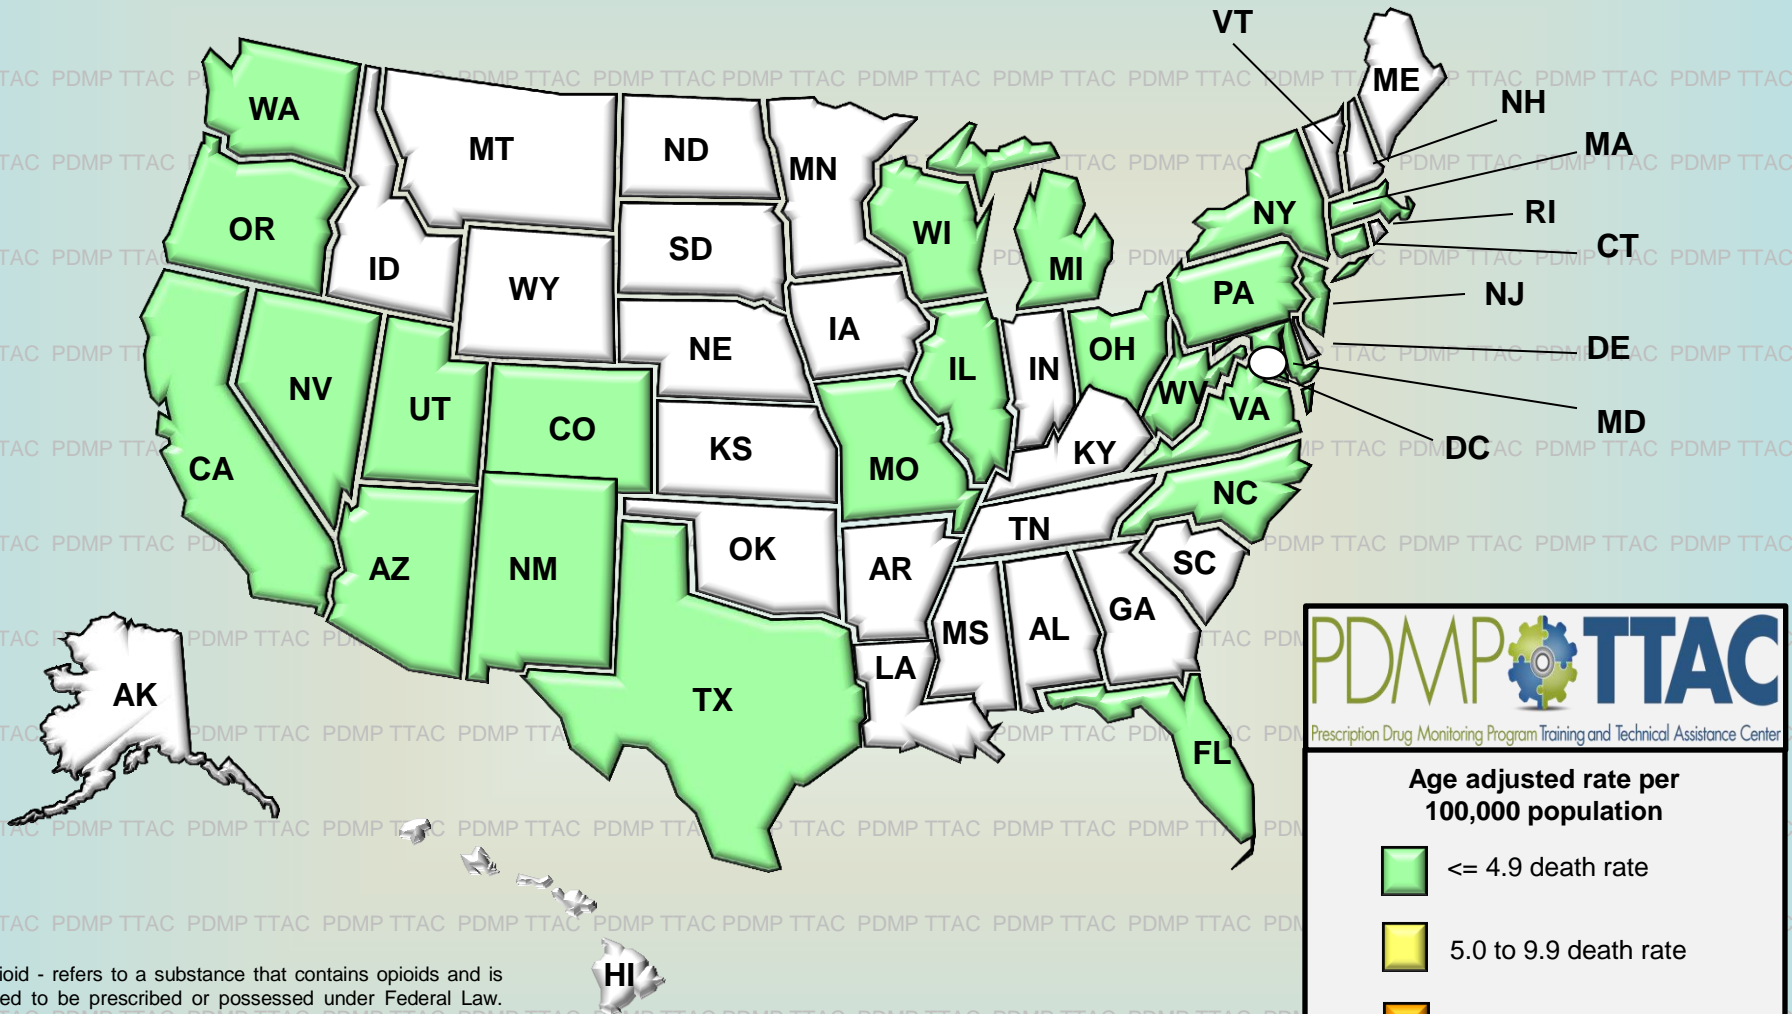 VT
ME
NH
WA
MT
ND
MN
MA
OR
ID
SD
WI
MI
NY
RI
CT
WY
PA
NJ
NE
IA
IL
IN
OH
DE
NV
UT
CO
KS
MO
KY
WV
VA
MD
DC
CA
AZ
NM
OK
AR
TN
NC
SC
MS
AL
GA
LA
TX
FL
AK
HI
PDMP TTAC
Prescription Drug Monitoring Program Training and Technical Assistance Center
Age adjusted rate per
100,000 population
<= 4.9 death rate
5.0 to 9.9 death rate
ioid - refers to a substance that contains opioids and is
ed to be prescribed or possessed under Federal Law.